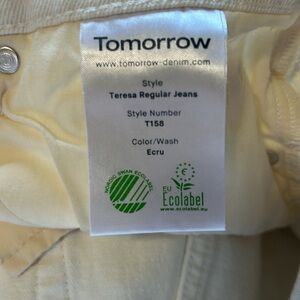 Tomorrow
www.tomorrow-denim.com
Style
Teresa Regular Jeans
Style Number
T158
Color/Wash
Ecru
NORDIC SWAN ECOLABEL
EU
Ecolabel
www.ecolabel.eu